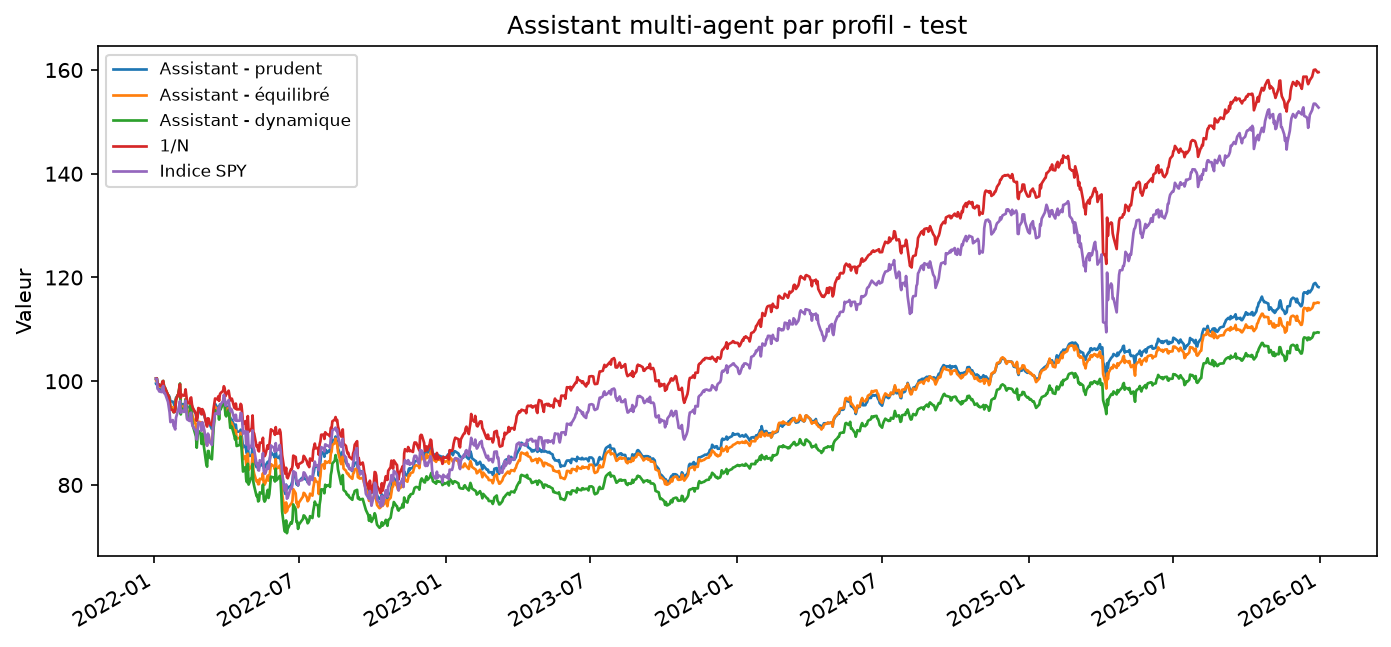 Assistant multi-agent par profil - test
Assistant - prudent
Assistant - équilibré
Assistant - dynamique
1/N
Indice SPY
Valeur
160
140
120
100
80
2022-01
2022-07
2023-01
2023-07
2024-01
2024-07
2025-01
2025-07
2026-01